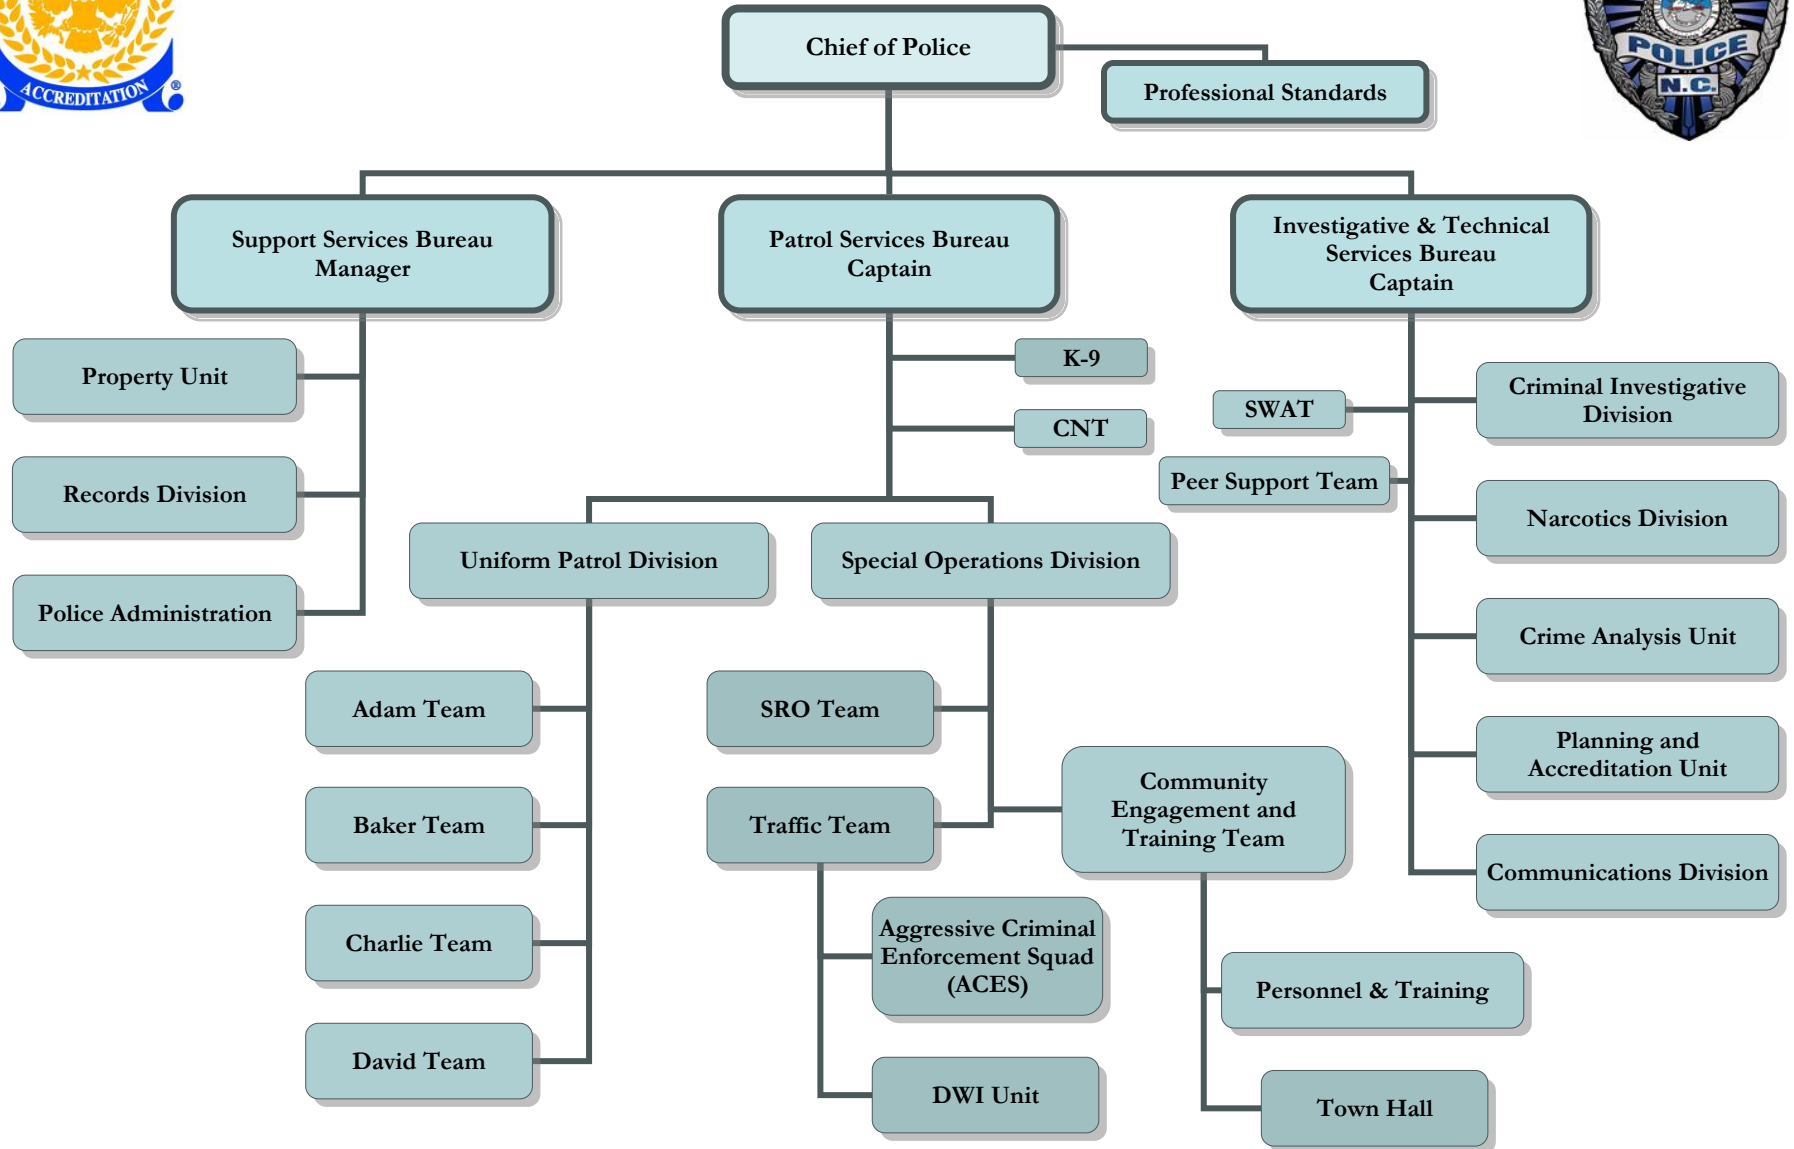 ACCREDITATION
®
POLICE
N.C.
Chief of Police
Professional Standards
Support Services Bureau
Manager
Patrol Services Bureau
Captain
Investigative & Technical
Services Bureau
Captain
Property Unit
Records Division
Police Administration
K-9
CNT
SWAT
Peer Support Team
Criminal Investigative
Division
Narcotics Division
Crime Analysis Unit
Planning and
Accreditation Unit
Communications Division
Uniform Patrol Division
Special Operations Division
Adam Team
Baker Team
Charlie Team
David Team
SRO Team
Traffic Team
Community
Engagement and
Training Team
Aggressive Criminal
Enforcement Squad
(ACES)
DWI Unit
Personnel & Training
Town Hall